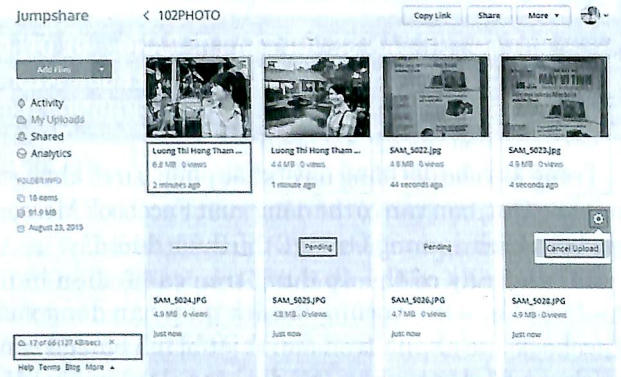 Jumpshare
102PHOTO
Copy Link
Share
More
Add Files
Activity
My Uploads
Shared
Analytics
FOLDER INFO
18 items
91.9 MB
August 23, 2015
Luong Thi Hong Tham ...
6.8 MB · 0 views
2 minutes ago
Luong Thi Hong Tham ...
4.4 MB · 0 views
1 minute ago
SAM_5022.jpg
4.8 MB · 0 views
44 seconds ago
MAY VI TINH
SAM_5023.jpg
4.9 MB · 0 views
4 seconds ago
SAM_5024.JPG
4.9 MB · 0 views
Just now
Pending
SAM_5025.JPG
4.8 MB · 0 views
Just now
Pending
SAM_5026.JPG
4.7 MB · 0 views
Just now
Cancel Upload
SAM_5028.JPG
4.9 MB · 0 views
Just now
17 of 66 (127 KB/sec) ×
Help Terms Blog More